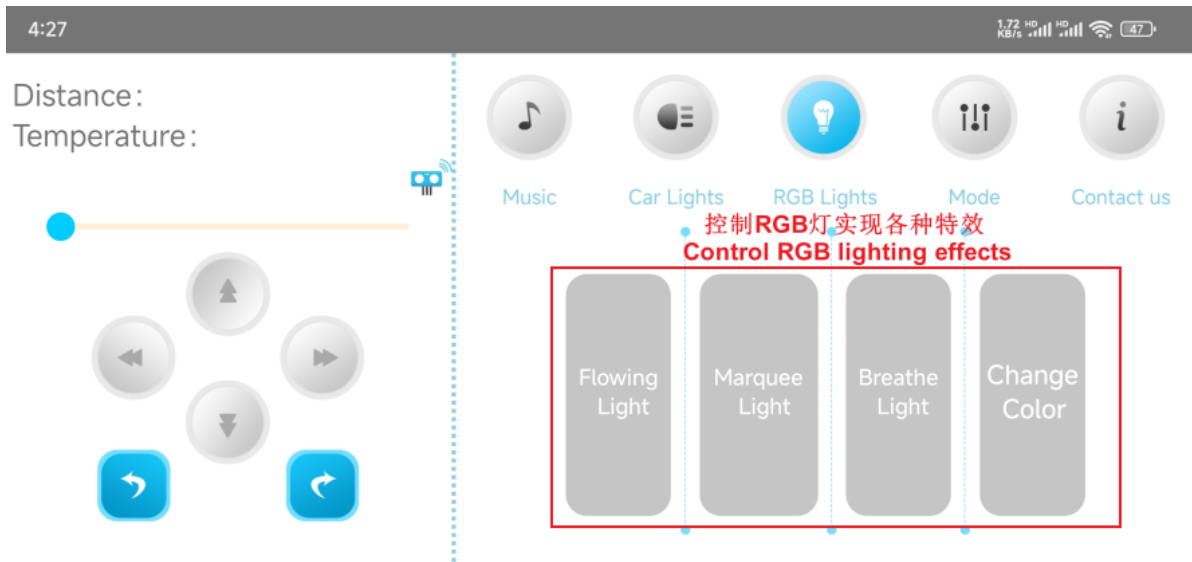 4:27
1.72 KB/s HD HD 47
Distance:
Temperature:
Music
Car Lights
RGB Lights
Mode
Contact us
控制RGB灯实现各种特效
Control RGB lighting effects
Flowing
Light
Marquee
Light
Breathe
Light
Change
Color